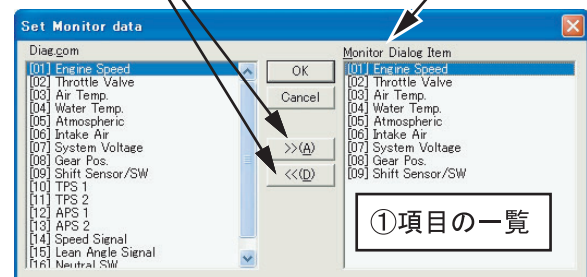 Set Monitor data
Diag.com
[01] Engine Speed
[02] Throttle Valve
[03] Air Temp.
[04] Water Temp.
[05] Atmospheric
[06] Intake Air
[07] System Voltage
[08] Gear Pos.
[09] Shift Sensor/SW
[10] TPS 1
[11] TPS 2
[12] APS 1
[13] APS 2
[14] Speed Signal
[15] Lean Angle Signal
[16] Neutral SW
OK
Cancel
>>(A)
<<(D)
Monitor Dialog Item
[01] Engine Speed
[02] Throttle Valve
[03] Air Temp.
[04] Water Temp.
[05] Atmospheric
[06] Intake Air
[07] System Voltage
[08] Gear Pos.
[09] Shift Sensor/SW
①項目の一覧